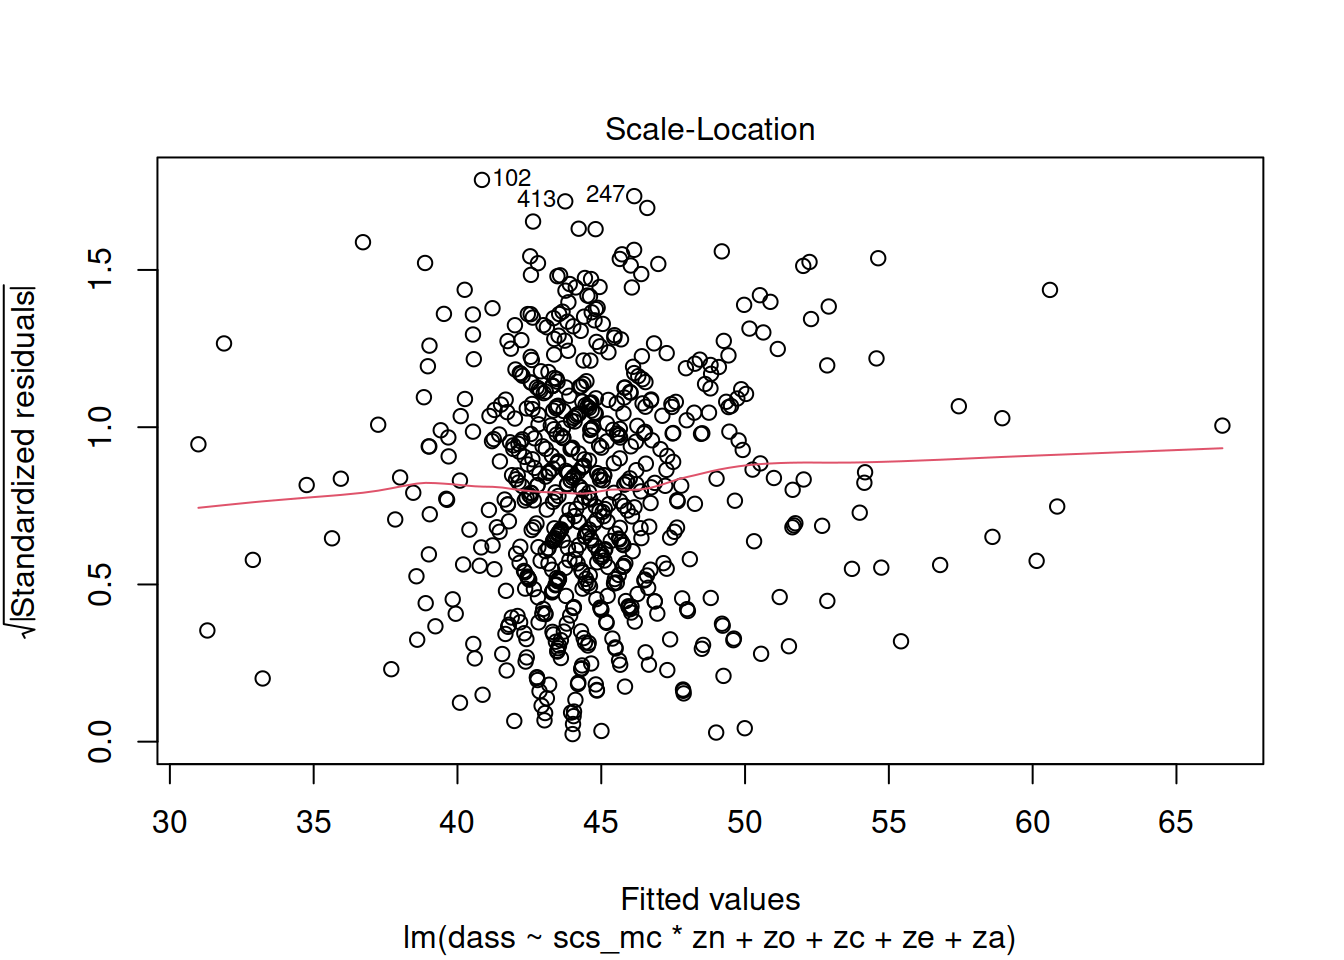 Scale-Location
102
413
247
√|Standardized residuals|
1.5
1.0
0.5
0.0
30 35 40 45 50 55 60 65
Fitted values
lm(dass ~ scs_mc * zn + zo + zc + ze + za)